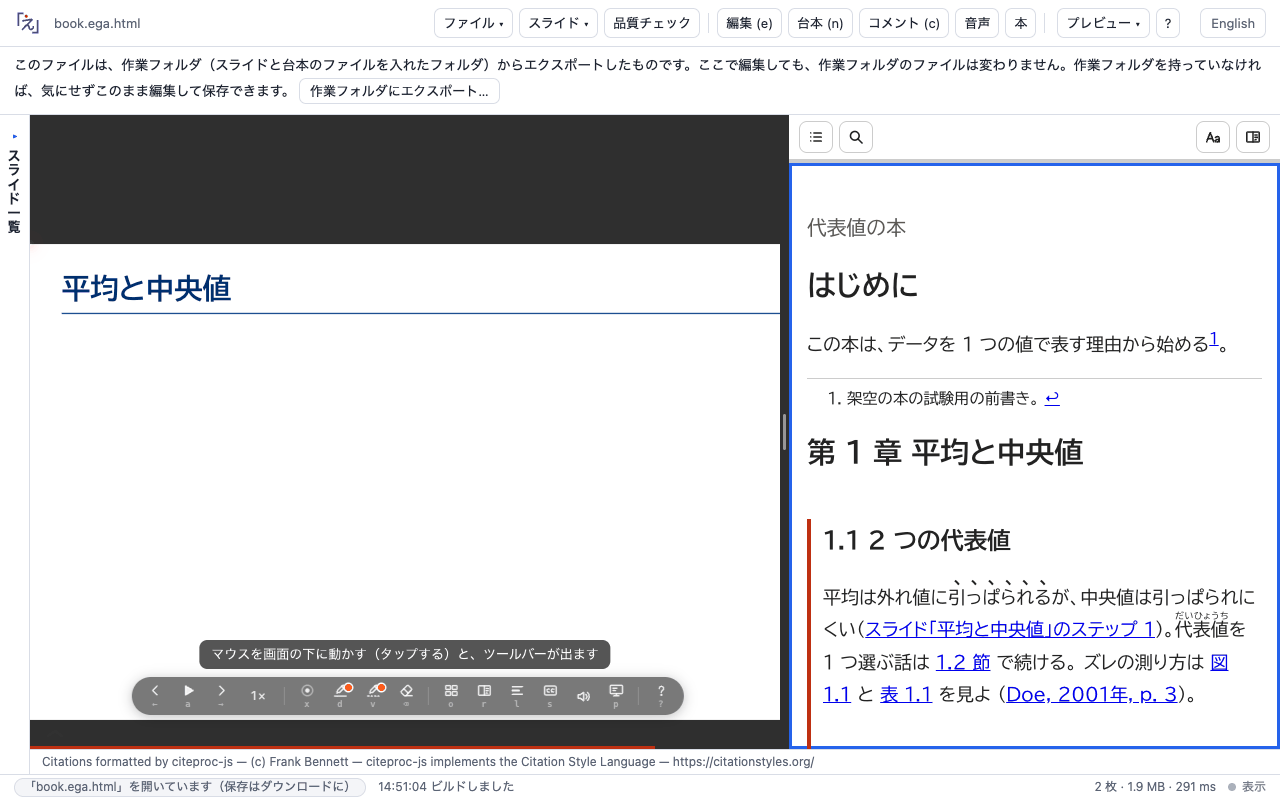 「え」 book.ega.html ファイル ▾ スライド ▾ 品質チェック 編集 (e) 台本 (n) コメント (c) 音声 本 プレビュー ▾ ? English
このファイルは、作業フォルダ（スライドと台本のファイルを入れたフォルダ）からエクスポートしたものです。ここで編集しても、作業フォルダのファイルは変わりません。作業フォルダを持っていなけれ
ば、気にせずこのまま編集して保存できます。 作業フォルダにエクスポート...
▸ スライド一覧
平均と中央値
マウスを画面の下に動かす（タップする）と、ツールバーが出ます
1×
← a → x d v ⌫ o r l s p ?
?
Aa
代表値の本
はじめに
この本は、データを 1 つの値で表す理由から始める1。
1. 架空の本の試験用の前書き。↩
第 1 章 平均と中央値
1.1 2 つの代表値
平均は外れ値に引っぱられるが、中央値は引っぱられに
だいひょうち
くい（スライド「平均と中央値」のステップ 1）。代表値を
1 つ選ぶ話は 1.2 節 で続ける。ズレの測り方は 図
1.1 と 表 1.1 を見よ（Doe, 2001年, p. 3）。
Citations formatted by citeproc-js — (c) Frank Bennett — citeproc-js implements the Citation Style Language — https://citationstyles.org/
「book.ega.html」を開いています（保存はダウンロードに） 14:51:04 ビルドしました 2 枚 · 1.9 MB · 291 ms 表示